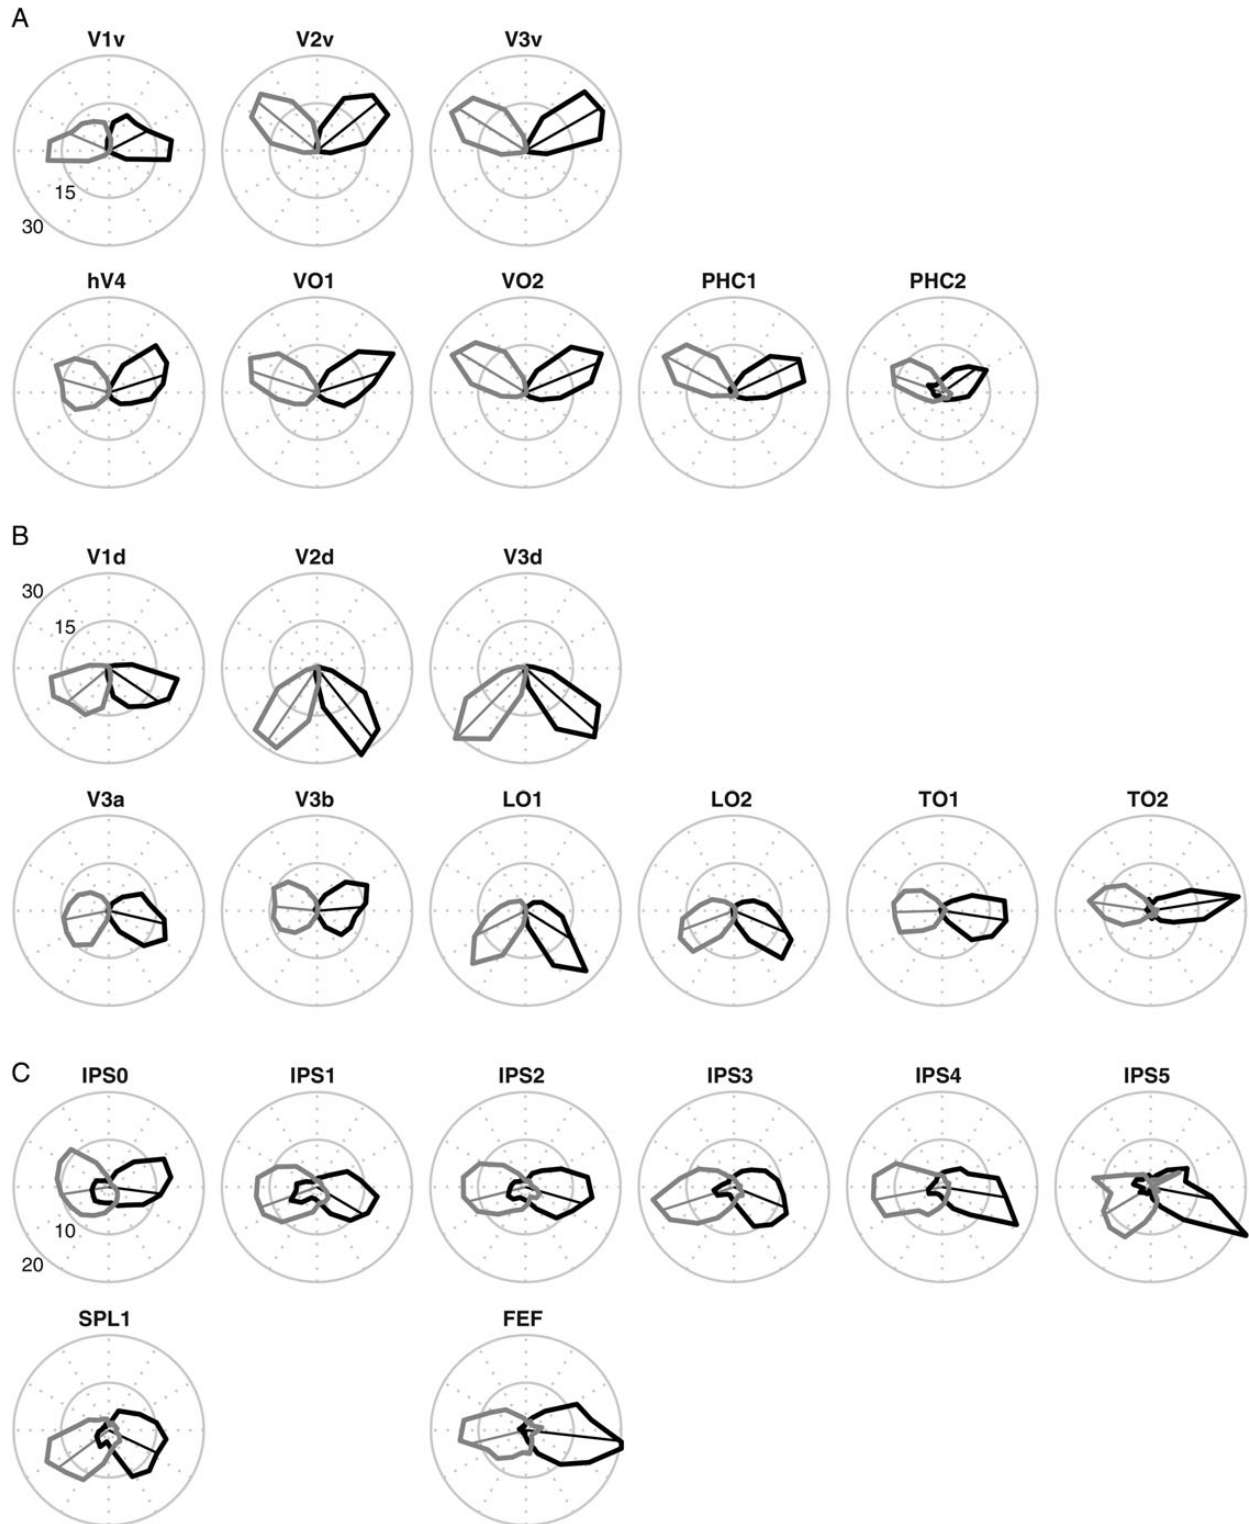 A
V1v V2v V3v
15
30
hV4 VO1 VO2 PHC1 PHC2
B
V1d V2d V3d
30
15
V3a V3b LO1 LO2 TO1 TO2
C
IPS0 IPS1 IPS2 IPS3 IPS4 IPS5
10
20
SPL1 FEF